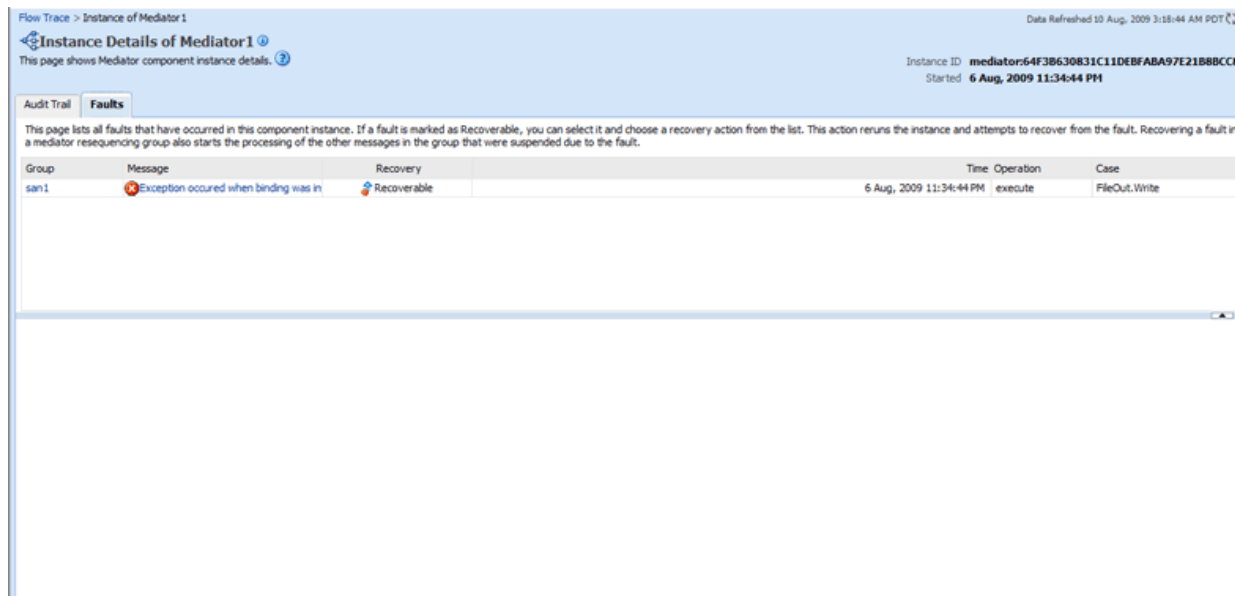 Flow Trace > Instance of Mediator1
Data Refreshed 10 Aug, 2009 3:18:44 AM PDT
Instance Details of Mediator1
This page shows Mediator component instance details.
Instance ID mediator:64F3B630831C11DEBFABA97E21B8BCC8
Started 6 Aug, 2009 11:34:44 PM
Audit Trail Faults
This page lists all faults that have occurred in this component instance. If a fault is marked as Recoverable, you can select it and choose a recovery action from the list. This action reruns the instance and attempts to recover from the fault. Recovering a fault in
a mediator resequencing group also starts the processing of the other messages in the group that were suspended due to the fault.
Group Message Recovery Time Operation Case
san1 Exception occured when binding was in Recoverable 6 Aug, 2009 11:34:44 PM execute FileOut.Write